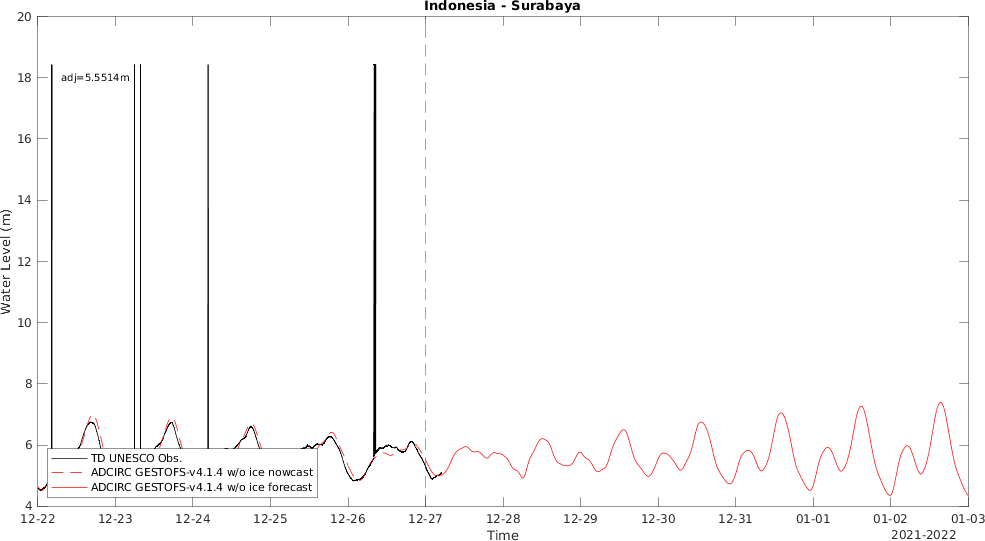 Indonesia - Surabaya
20
18
16
14
12
10
8
6
4
Water Level (m)
adj=5.5514m
TD UNESCO Obs.
ADCIRC GESTOFS-v4.1.4 w/o ice nowcast
ADCIRC GESTOFS-v4.1.4 w/o ice forecast
12-22 12-23 12-24 12-25 12-26 12-27 12-28 12-29 12-30 12-31 01-01 01-02 01-03
Time
2021-2022